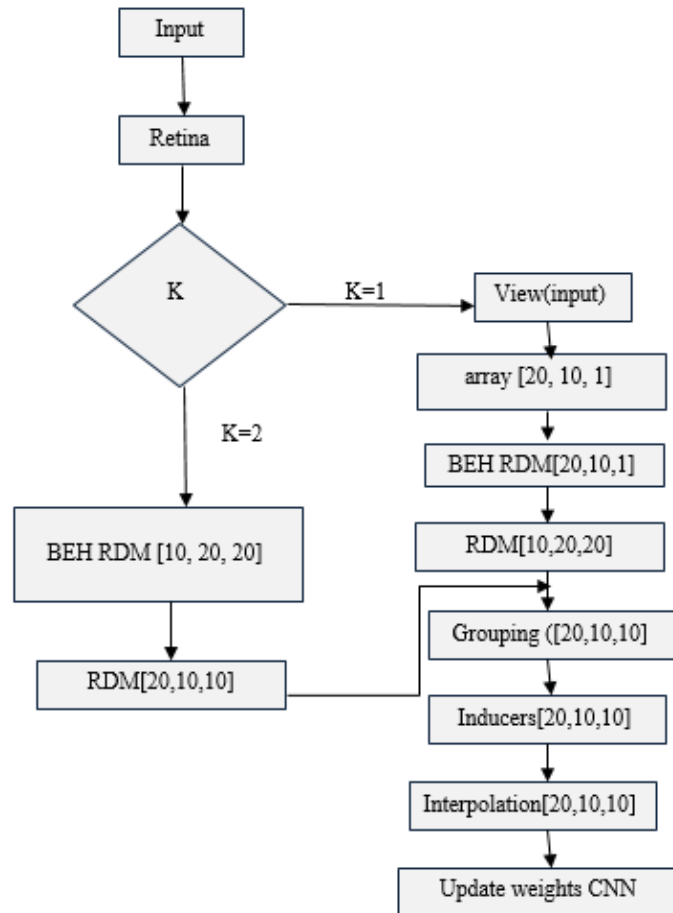 Input
Retina
K
K=1
View(input)
array [20, 10, 1]
K=2
BEH RDM[20,10,1]
BEH RDM [10, 20, 20]
RDM[10,20,20]
Grouping ([20,10,10]
RDM[20,10,10]
Inducers[20,10,10]
Interpolation[20,10,10]
Update weights CNN